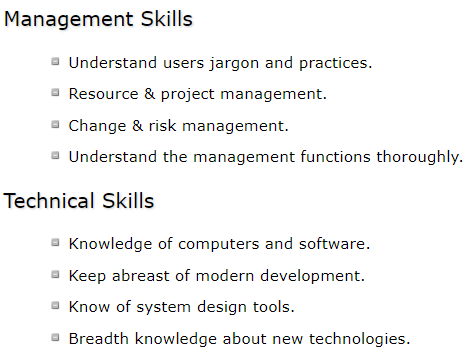 Management Skills
Understand users jargon and practices.
Resource & project management.
Change & risk management.
Understand the management functions thoroughly.
Technical Skills
Knowledge of computers and software.
Keep abreast of modern development.
Know of system design tools.
Breadth knowledge about new technologies.